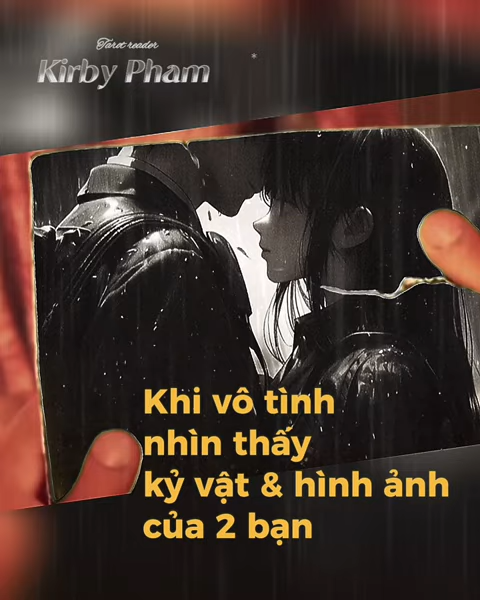 Tarot reader
Kirby Pham
Khi vô tình
nhìn thấy
kỷ vật & hình ảnh
của 2 bạn